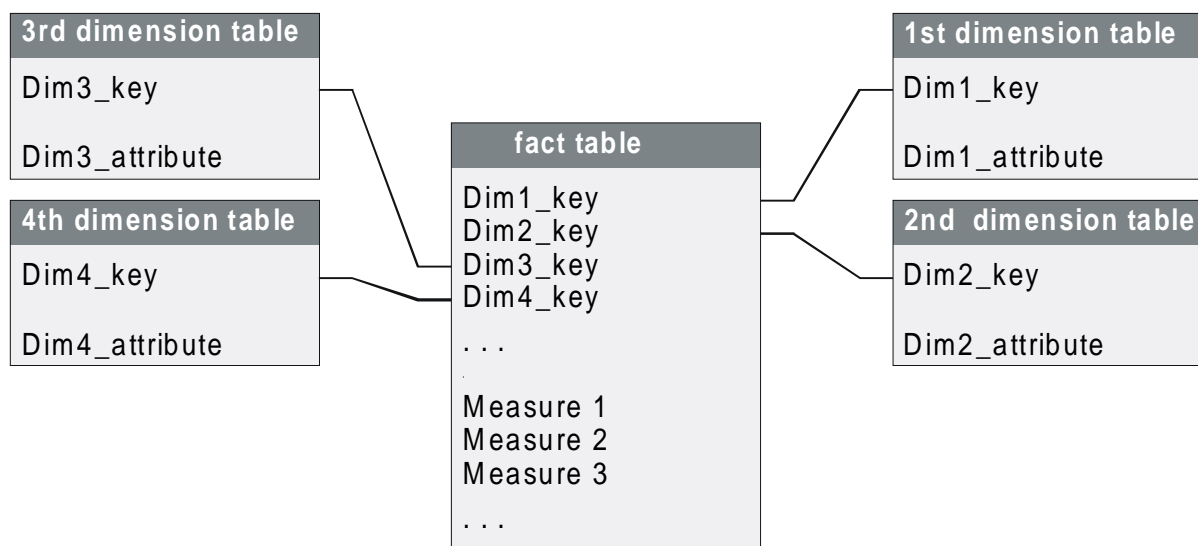 3rd dimension table
Dim3_key
Dim3_attribute
4th dimension table
Dim4_key
Dim4_attribute
fact table
Dim1_key
Dim2_key
Dim3_key
Dim4_key
. . .
.
Measure 1
Measure 2
Measure 3
. . .
1st dimension table
Dim1_key
Dim1_attribute
2nd dimension table
Dim2_key
Dim2_attribute